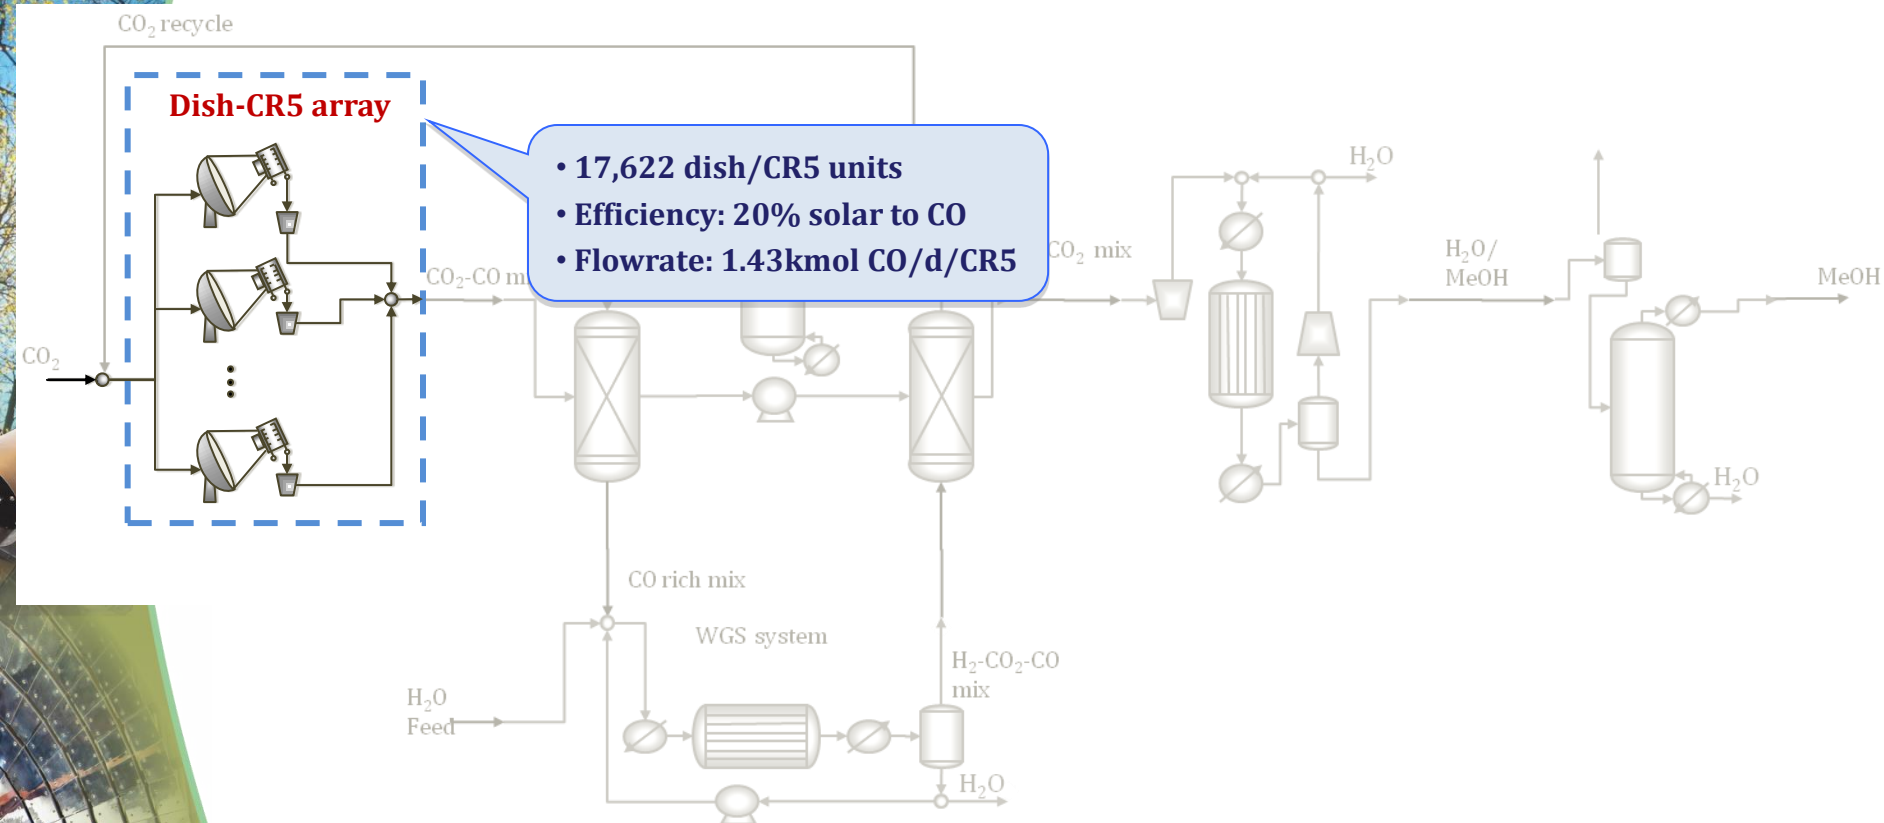 CO₂ recycle
Dish-CR5 array
• 17,622 dish/CR5 units
• Efficiency: 20% solar to CO
• Flowrate: 1.43kmol CO/d/CR5
CO₂
CO₂-CO
CO₂ mix
H₂O
H₂O/
MeOH
MeOH
H₂O
CO rich mix
WGS system
H₂O
Feed
H₂-CO₂-CO
mix
H₂O